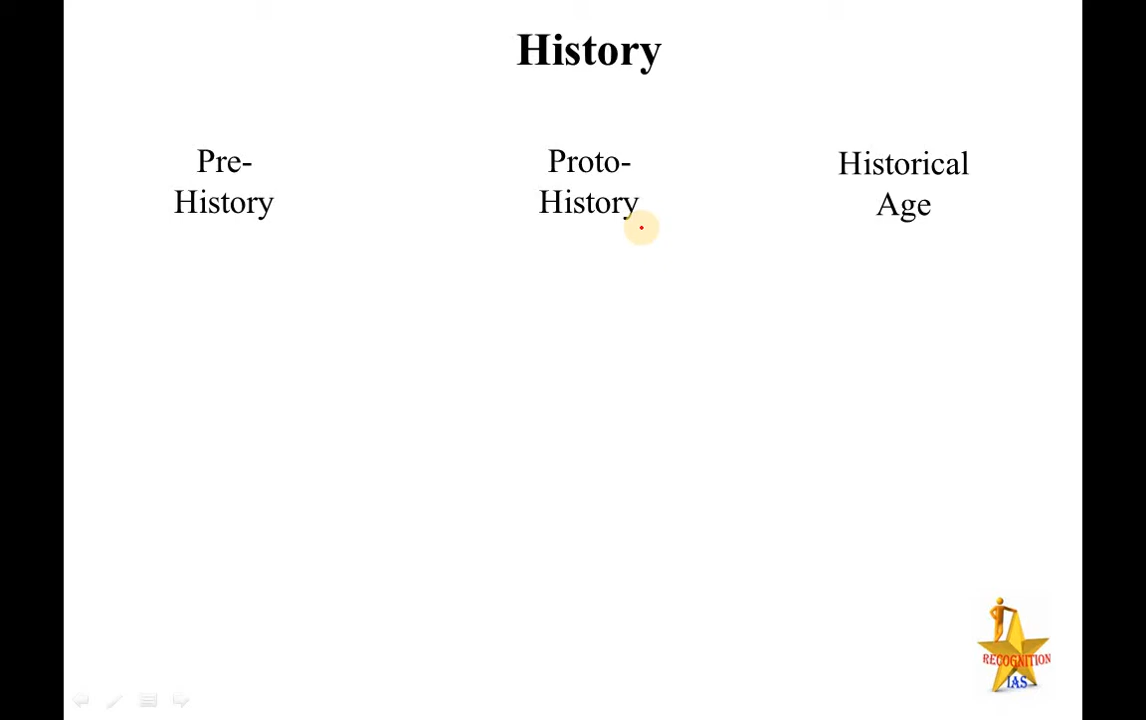 History
Pre-
History
Proto-
History
Historical
Age
RECOGNITION
IAS